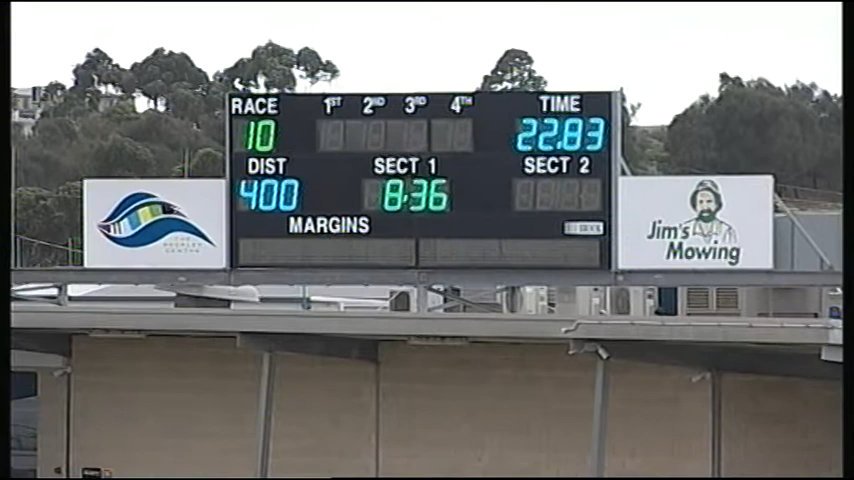 RACE 1ST 2ND 3RD 4TH TIME
10 22.83
DIST SECT 1 SECT 2
400 8:36
MARGINS
THE
Jim's
Mowing